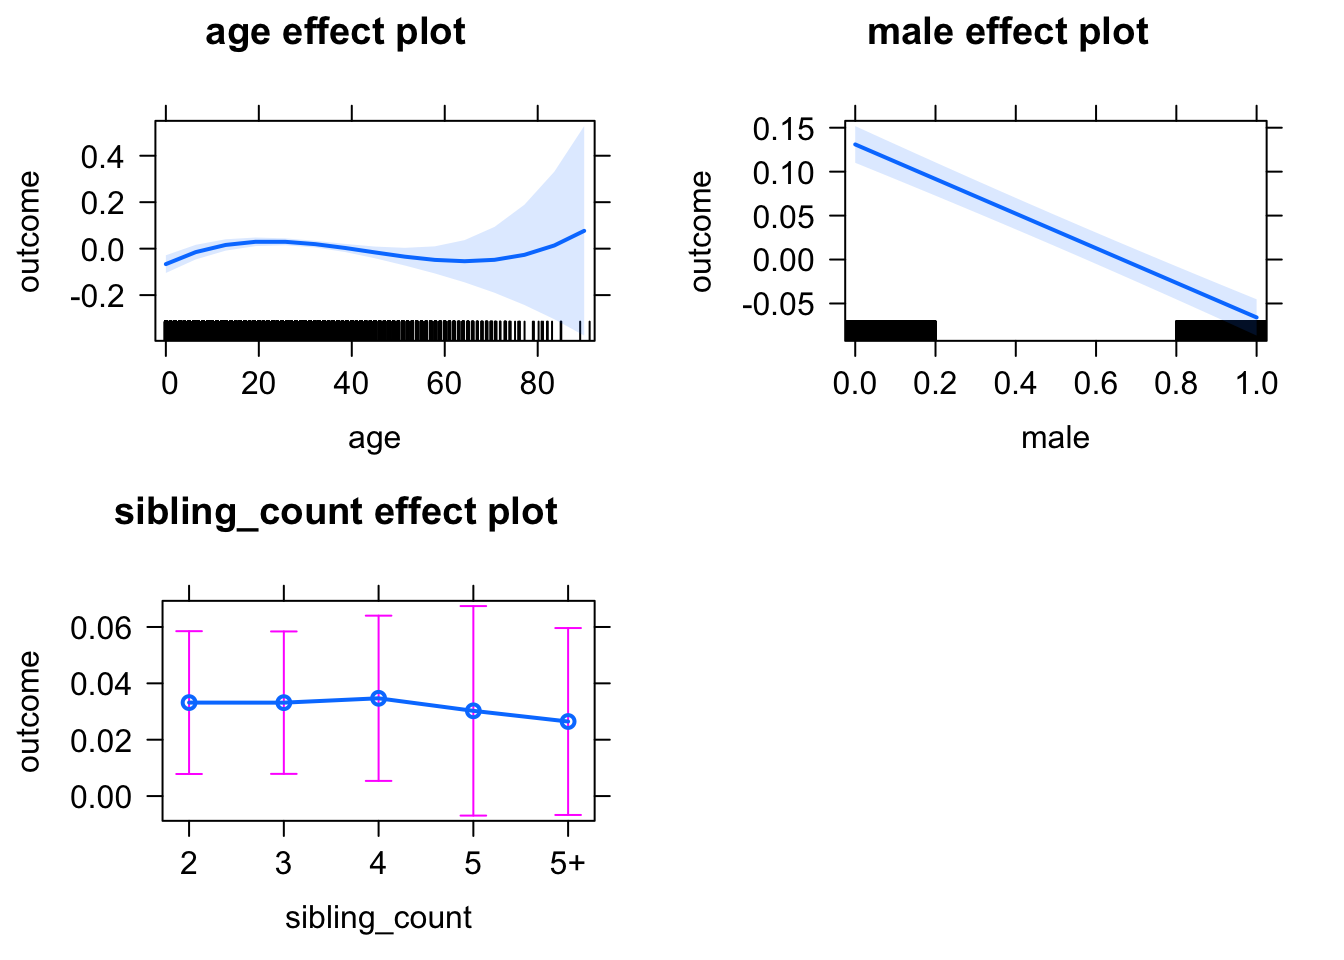 age effect plot
outcome
0.4
0.2
0.0
-0.2
0 20 40 60 80
age
male effect plot
outcome
0.15
0.10
0.05
0.00
-0.05
0.0 0.2 0.4 0.6 0.8 1.0
male
sibling_count effect plot
outcome
0.06
0.04
0.02
0.00
2 3 4 5 5+
sibling_count